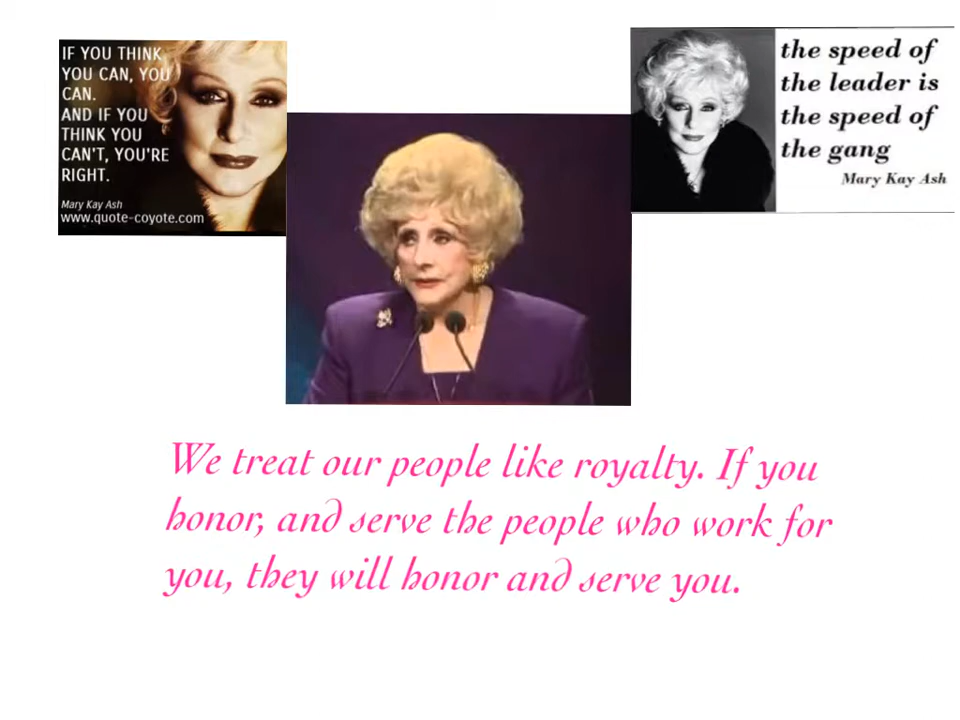 IF YOU THINK
YOU CAN, YOU
CAN.
AND IF YOU
THINK YOU
CAN'T, YOU'RE
RIGHT.
Mary Kay Ash
www.quote-coyote.com
the speed of
the leader is
the speed of
the gang
Mary Kay Ash
We treat our people like royalty. If you
honor, and serve the people who work for
you, they will honor and serve you.